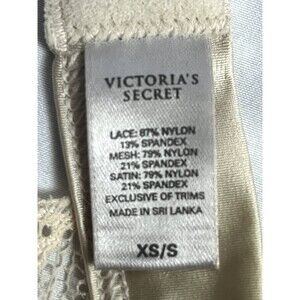 VICTORIA'S
SECRET
LACE: 87% NYLON
13% SPANDEX
MESH: 79% NYLON
21% SPANDEX
SATIN: 79% NYLON
21% SPANDEX
EXCLUSIVE OF TRIMS
MADE IN SRI LANKA
XS/S